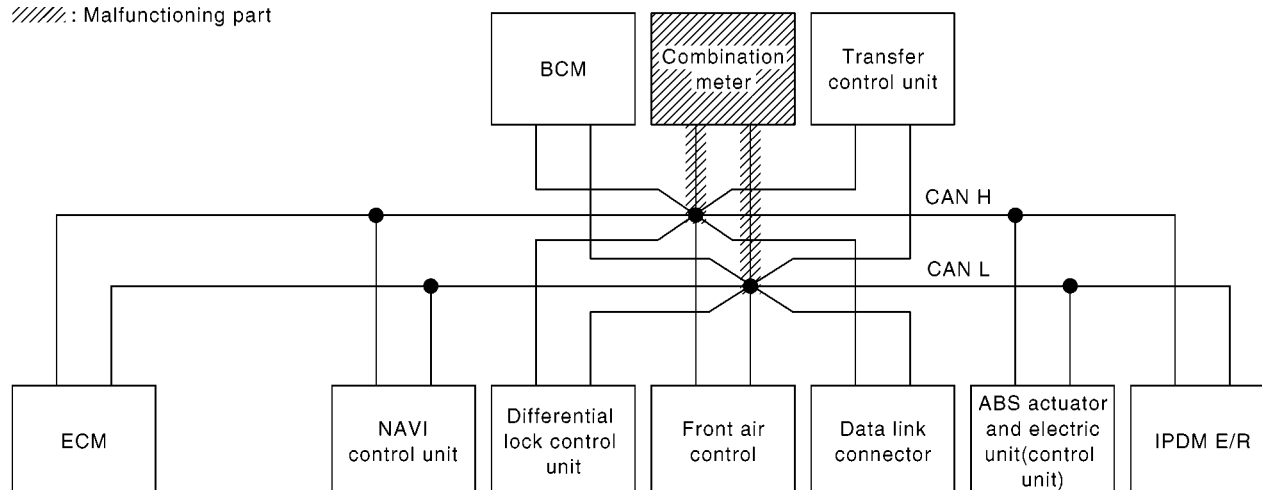 : Malfunctioning part
BCM
Combination
meter
Transfer
control unit
CAN H
CAN L
ECM
NAVI
control unit
Differential
lock control
unit
Front air
control
Data link
connector
ABS actuator
and electric
unit(control
unit)
IPDM E/R